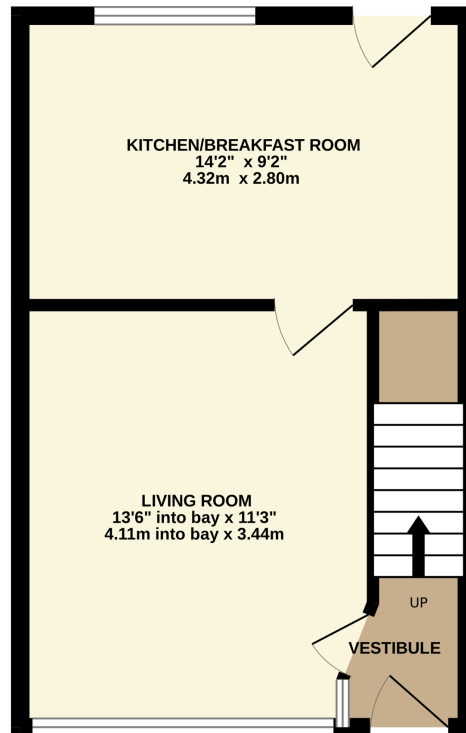 KITCHEN/BREAKFAST ROOM
14'2" x 9'2"
4.32m x 2.80m
LIVING ROOM
13'6" into bay x 11'3"
4.11m into bay x 3.44m
UP
VESTIBULE